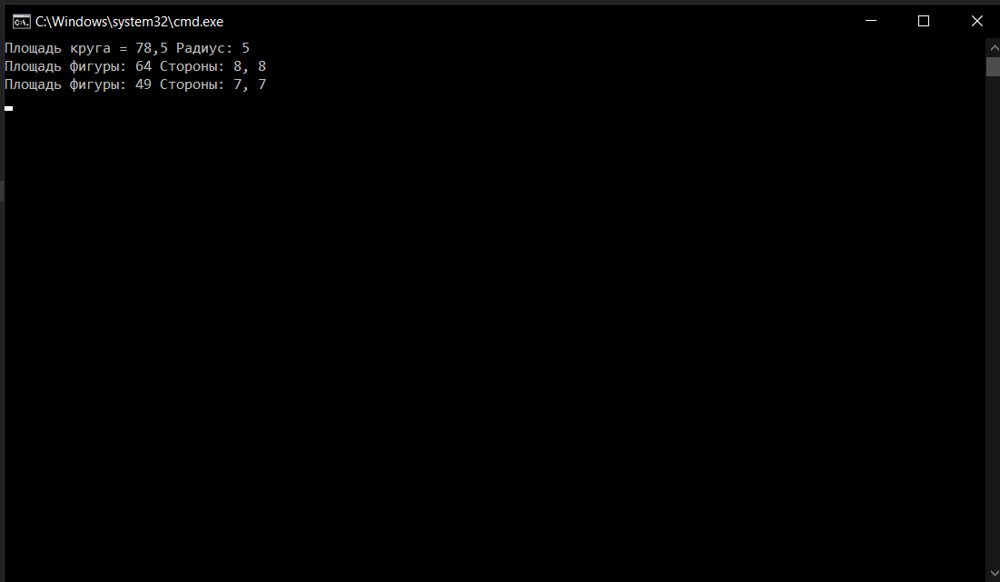 C:\Windows\system32\cmd.exe
Площадь круга = 78,5 Радиус: 5
Площадь фигуры: 64 Стороны: 8, 8
Площадь фигуры: 49 Стороны: 7, 7